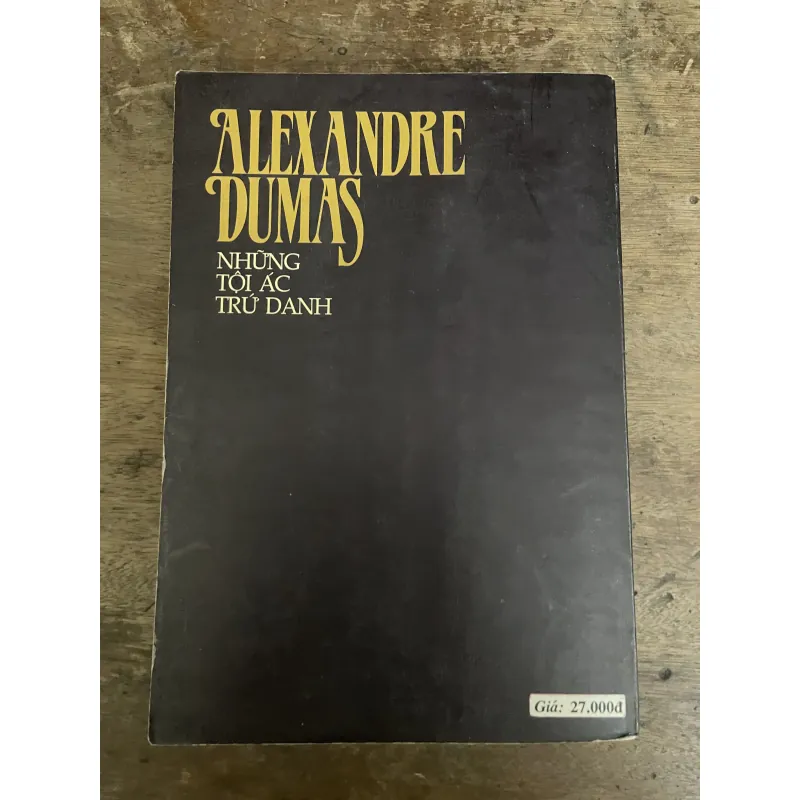 ALEXANDRE
DUMAS
NHỮNG
TỘI ÁC
TRỨ DANH
Giá: 27.000đ